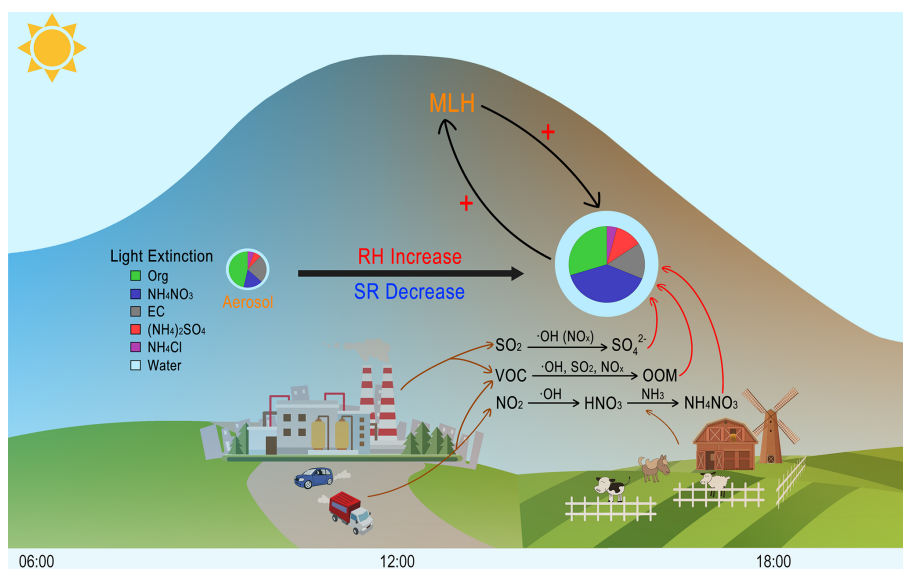 MLH
+
+
Light Extinction
Org
NH₄NO₃
EC
(NH₄)₂SO₄
NH₄Cl
Water
Aerosol
RH Increase
SR Decrease
SO₂ ·OH (NOₓ) SO₄²⁻
VOC ·OH, SO₂, NOₓ OOM
NO₂ ·OH HNO₃ NH₃ NH₄NO₃
06:00 12:00 18:00